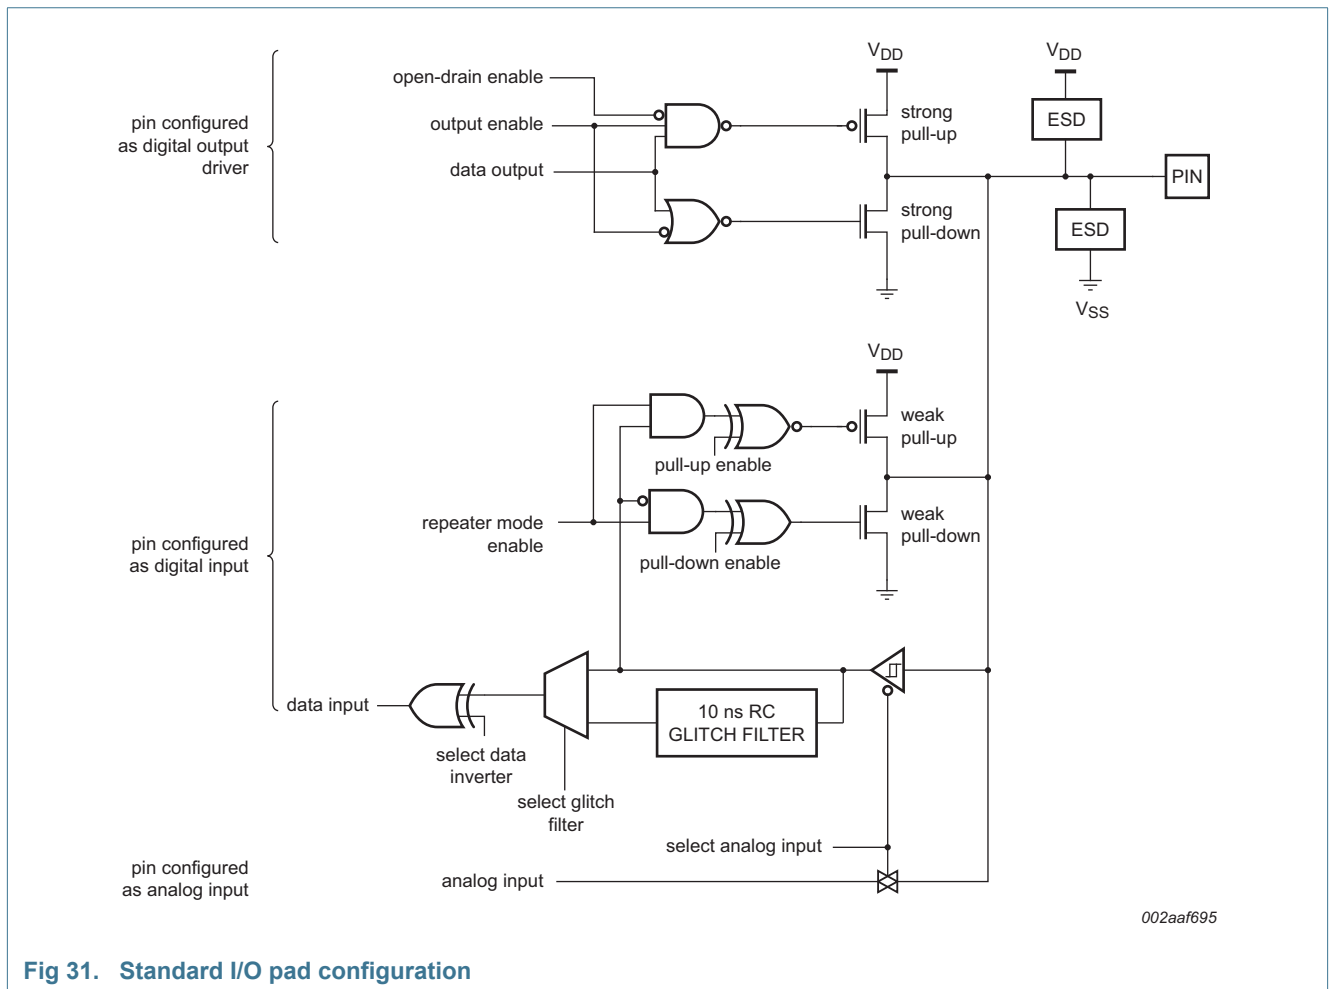 pin configured
as digital output
driver
open-drain enable
output enable
data output
VDD
strong
pull-up
strong
pull-down
VDD
ESD
PIN
ESD
VSS
pin configured
as digital input
VDD
weak
pull-up
pull-up enable
repeater mode
enable
weak
pull-down
pull-down enable
data input
select data
inverter
select glitch
filter
10 ns RC
GLITCH FILTER
select analog input
pin configured
as analog input
analog input
002aaf695
Fig 31. Standard I/O pad configuration